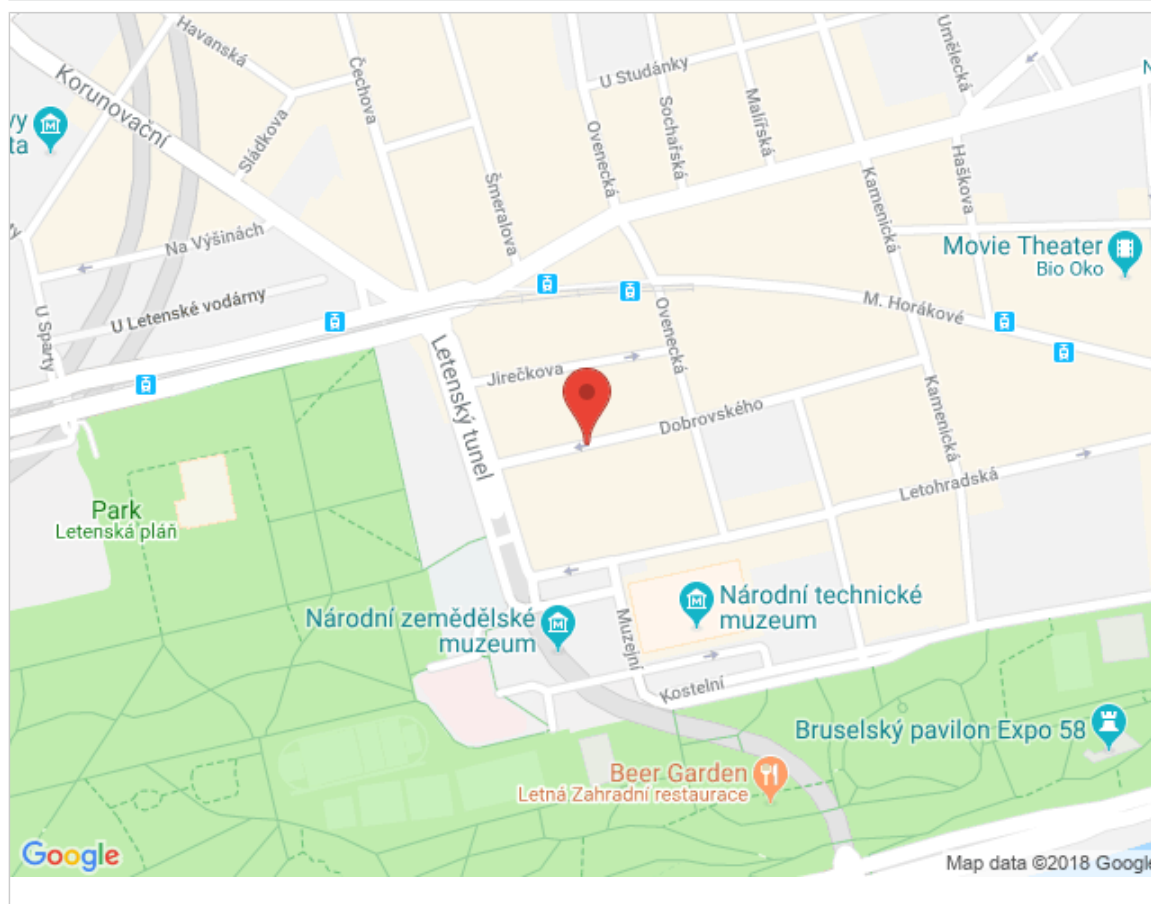 Havanská
Korunovační
Čechova
Sládkova
U Studánky
Ovenecká
Sochařská
Malířská
Umělecká
Haškova
Kamenická
Šmeralova
Na Výšinách
U Letenské vodárny
U Sparty
Movie Theater
Bio Oko
M. Horákové
Ovenecká
Letenský tunel
Jirečkova
Dobrovského
Kamenická
Letohradská
Park
Letenská pláň
Národní zemědělské
muzeum
Národní technické
muzeum
Muzejní
Kostelní
Bruselský pavilon Expo 58
Beer Garden
Letná Zahradní restaurace
Google
Map data ©2018 Google